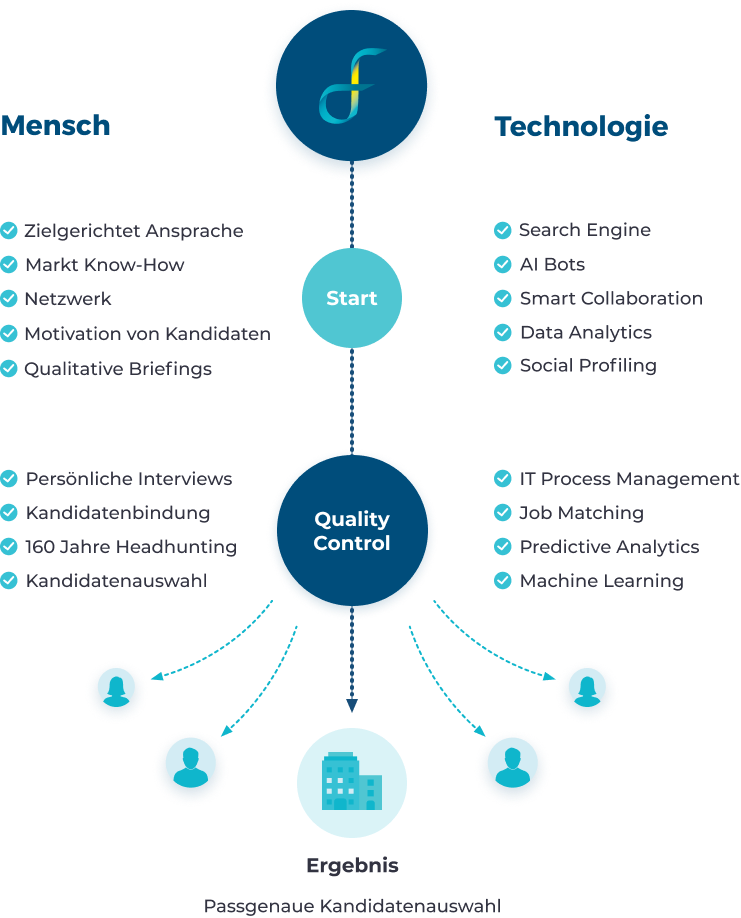 Mensch
Technologie
Zielgerichtet Ansprache
Markt Know-How
Netzwerk
Motivation von Kandidaten
Qualitative Briefings
Start
Search Engine
AI Bots
Smart Collaboration
Data Analytics
Social Profiling
Persönliche Interviews
Kandidatenbindung
160 Jahre Headhunting
Kandidatenauswahl
Quality
Control
IT Process Management
Job Matching
Predictive Analytics
Machine Learning
Ergebnis
Passgenaue Kandidatenauswahl